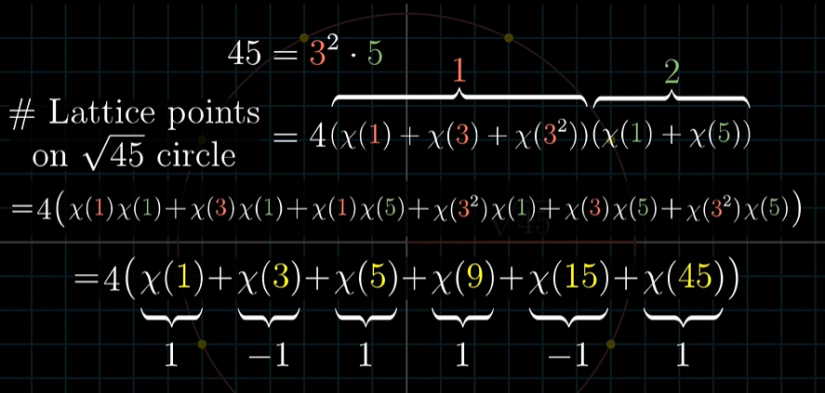 45 = 3² · 5
1 2
# Lattice points on √45 circle = 4(χ(1) + χ(3) + χ(3²))(χ(1) + χ(5))
=4(χ(1)χ(1)+χ(3)χ(1)+χ(1)χ(5)+χ(3²)χ(1)+χ(3)χ(5)+χ(3²)χ(5))
=4(χ(1)+χ(3)+χ(5)+χ(9)+χ(15)+χ(45))
1 −1 1 1 −1 1